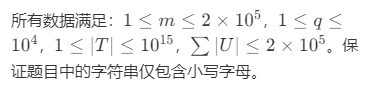 所有数据满足：1 ≤ m ≤ 2 × 10⁵，1 ≤ q ≤
10⁴，1 ≤ |T| ≤ 10¹⁵，∑ |U| ≤ 2 × 10⁵。保
证题目中的字符串仅包含小写字母。